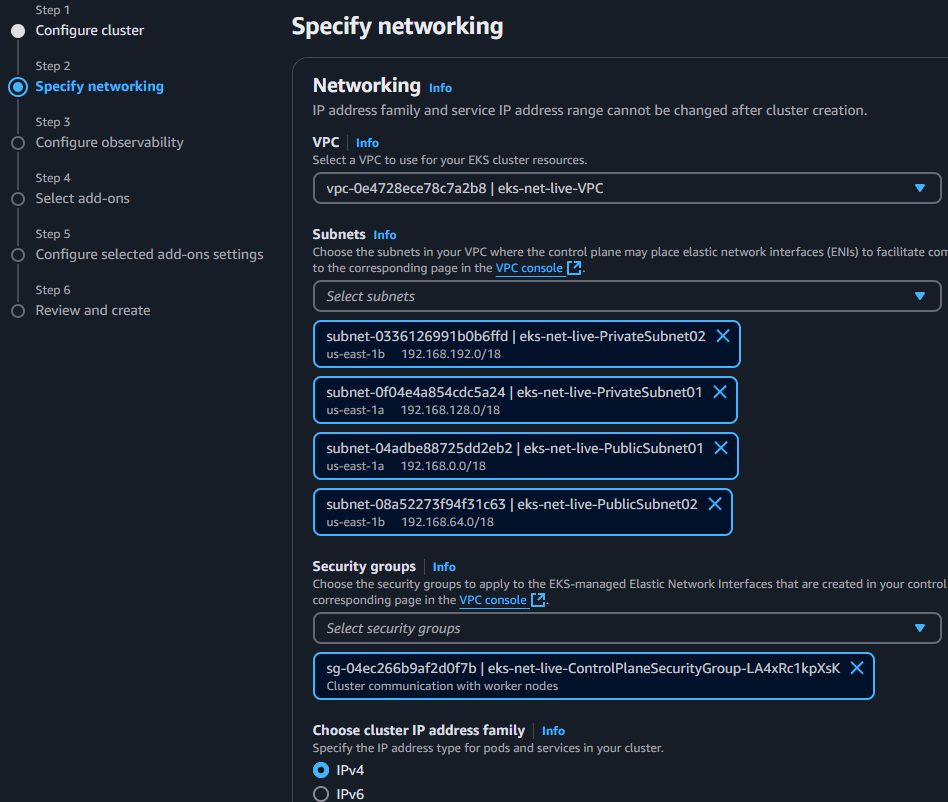 Step 1
Configure cluster
Step 2
Specify networking
Step 3
Configure observability
Step 4
Select add-ons
Step 5
Configure selected add-ons settings
Step 6
Review and create
Specify networking
Networking Info
IP address family and service IP address range cannot be changed after cluster creation.
VPC | Info
Select a VPC to use for your EKS cluster resources.
vpc-0e4728ece78c7a2b8 | eks-net-live-VPC
Subnets Info
Choose the subnets in your VPC where the control plane may place elastic network interfaces (ENIs) to facilitate com
to the corresponding page in the VPC console.
Select subnets
subnet-0336126991b0b6ffd | eks-net-live-PrivateSubnet02
us-east-1b 192.168.192.0/18
subnet-0f04e4a854cdc5a24 | eks-net-live-PrivateSubnet01
us-east-1a 192.168.128.0/18
subnet-04adbe88725dd2eb2 | eks-net-live-PublicSubnet01
us-east-1a 192.168.0.0/18
subnet-08a52273f94f31c63 | eks-net-live-PublicSubnet02
us-east-1b 192.168.64.0/18
Security groups | Info
Choose the security groups to apply to the EKS-managed Elastic Network Interfaces that are created in your control
corresponding page in the VPC console.
Select security groups
sg-04ec266b9af2d0f7b | eks-net-live-ControlPlaneSecurityGroup-LA4xRc1kpXsK
Cluster communication with worker nodes
Choose cluster IP address family | Info
Specify the IP address type for pods and services in your cluster.
IPv4
IPv6